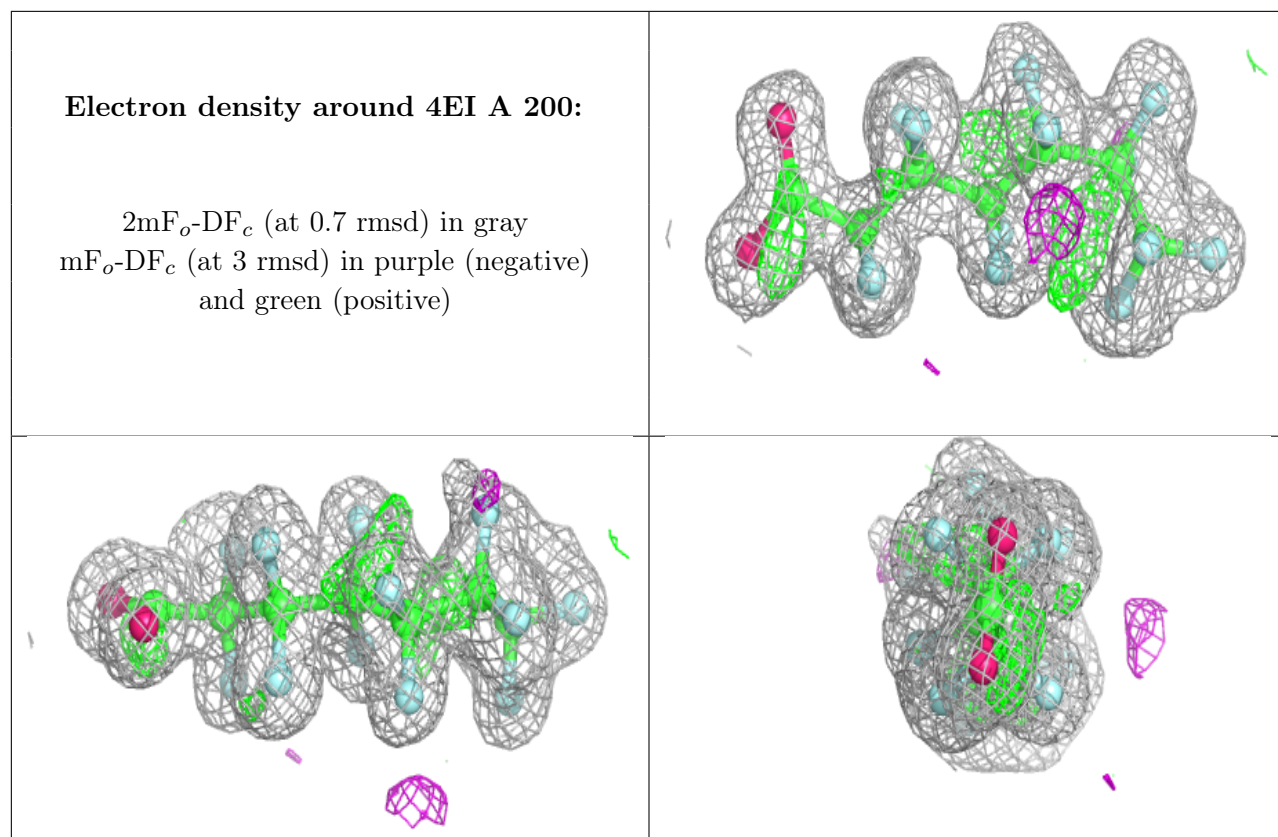 Electron density around 4EI A 200:
2mFo-DFc (at 0.7 rmsd) in gray
mFo-DFc (at 3 rmsd) in purple (negative)
and green (positive)